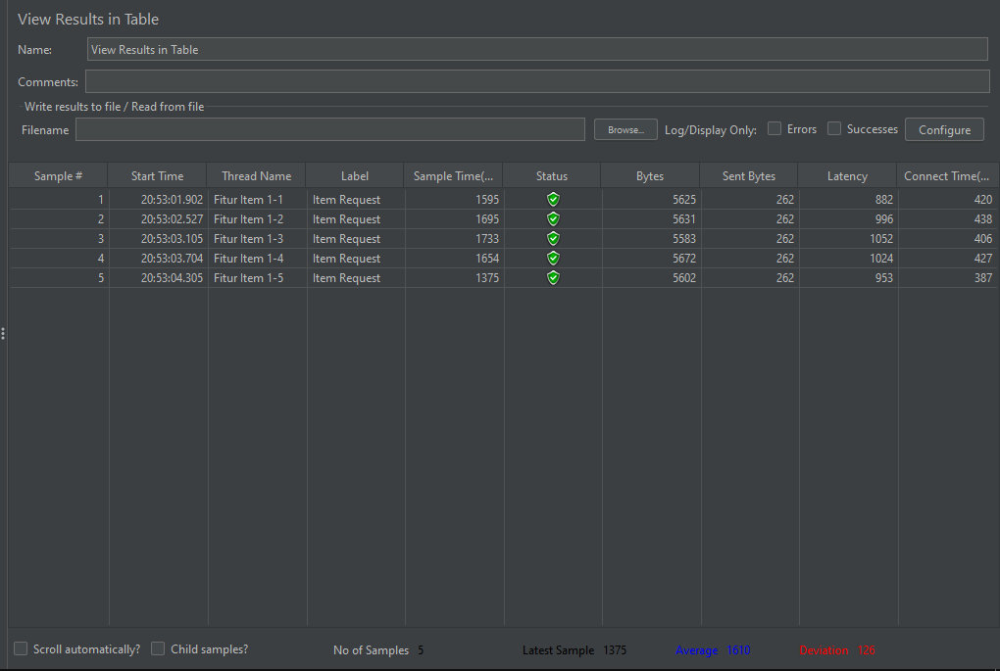 View Results in Table
Name: View Results in Table
Comments:
Write results to file / Read from file
Filename Browse... Log/Display Only: Errors Successes Configure
Sample # Start Time Thread Name Label Sample Time(... Status Bytes Sent Bytes Latency Connect Time(...
1 20:53:01.902 Fitur Item 1-1 Item Request 1595 5625 262 882 420
2 20:53:02.527 Fitur Item 1-2 Item Request 1695 5631 262 996 438
3 20:53:03.105 Fitur Item 1-3 Item Request 1733 5583 262 1052 406
4 20:53:03.704 Fitur Item 1-4 Item Request 1654 5672 262 1024 427
5 20:53:04.305 Fitur Item 1-5 Item Request 1375 5602 262 953 387
Scroll automatically? Child samples? No of Samples 5 Latest Sample 1375 Average 1610 Deviation 126